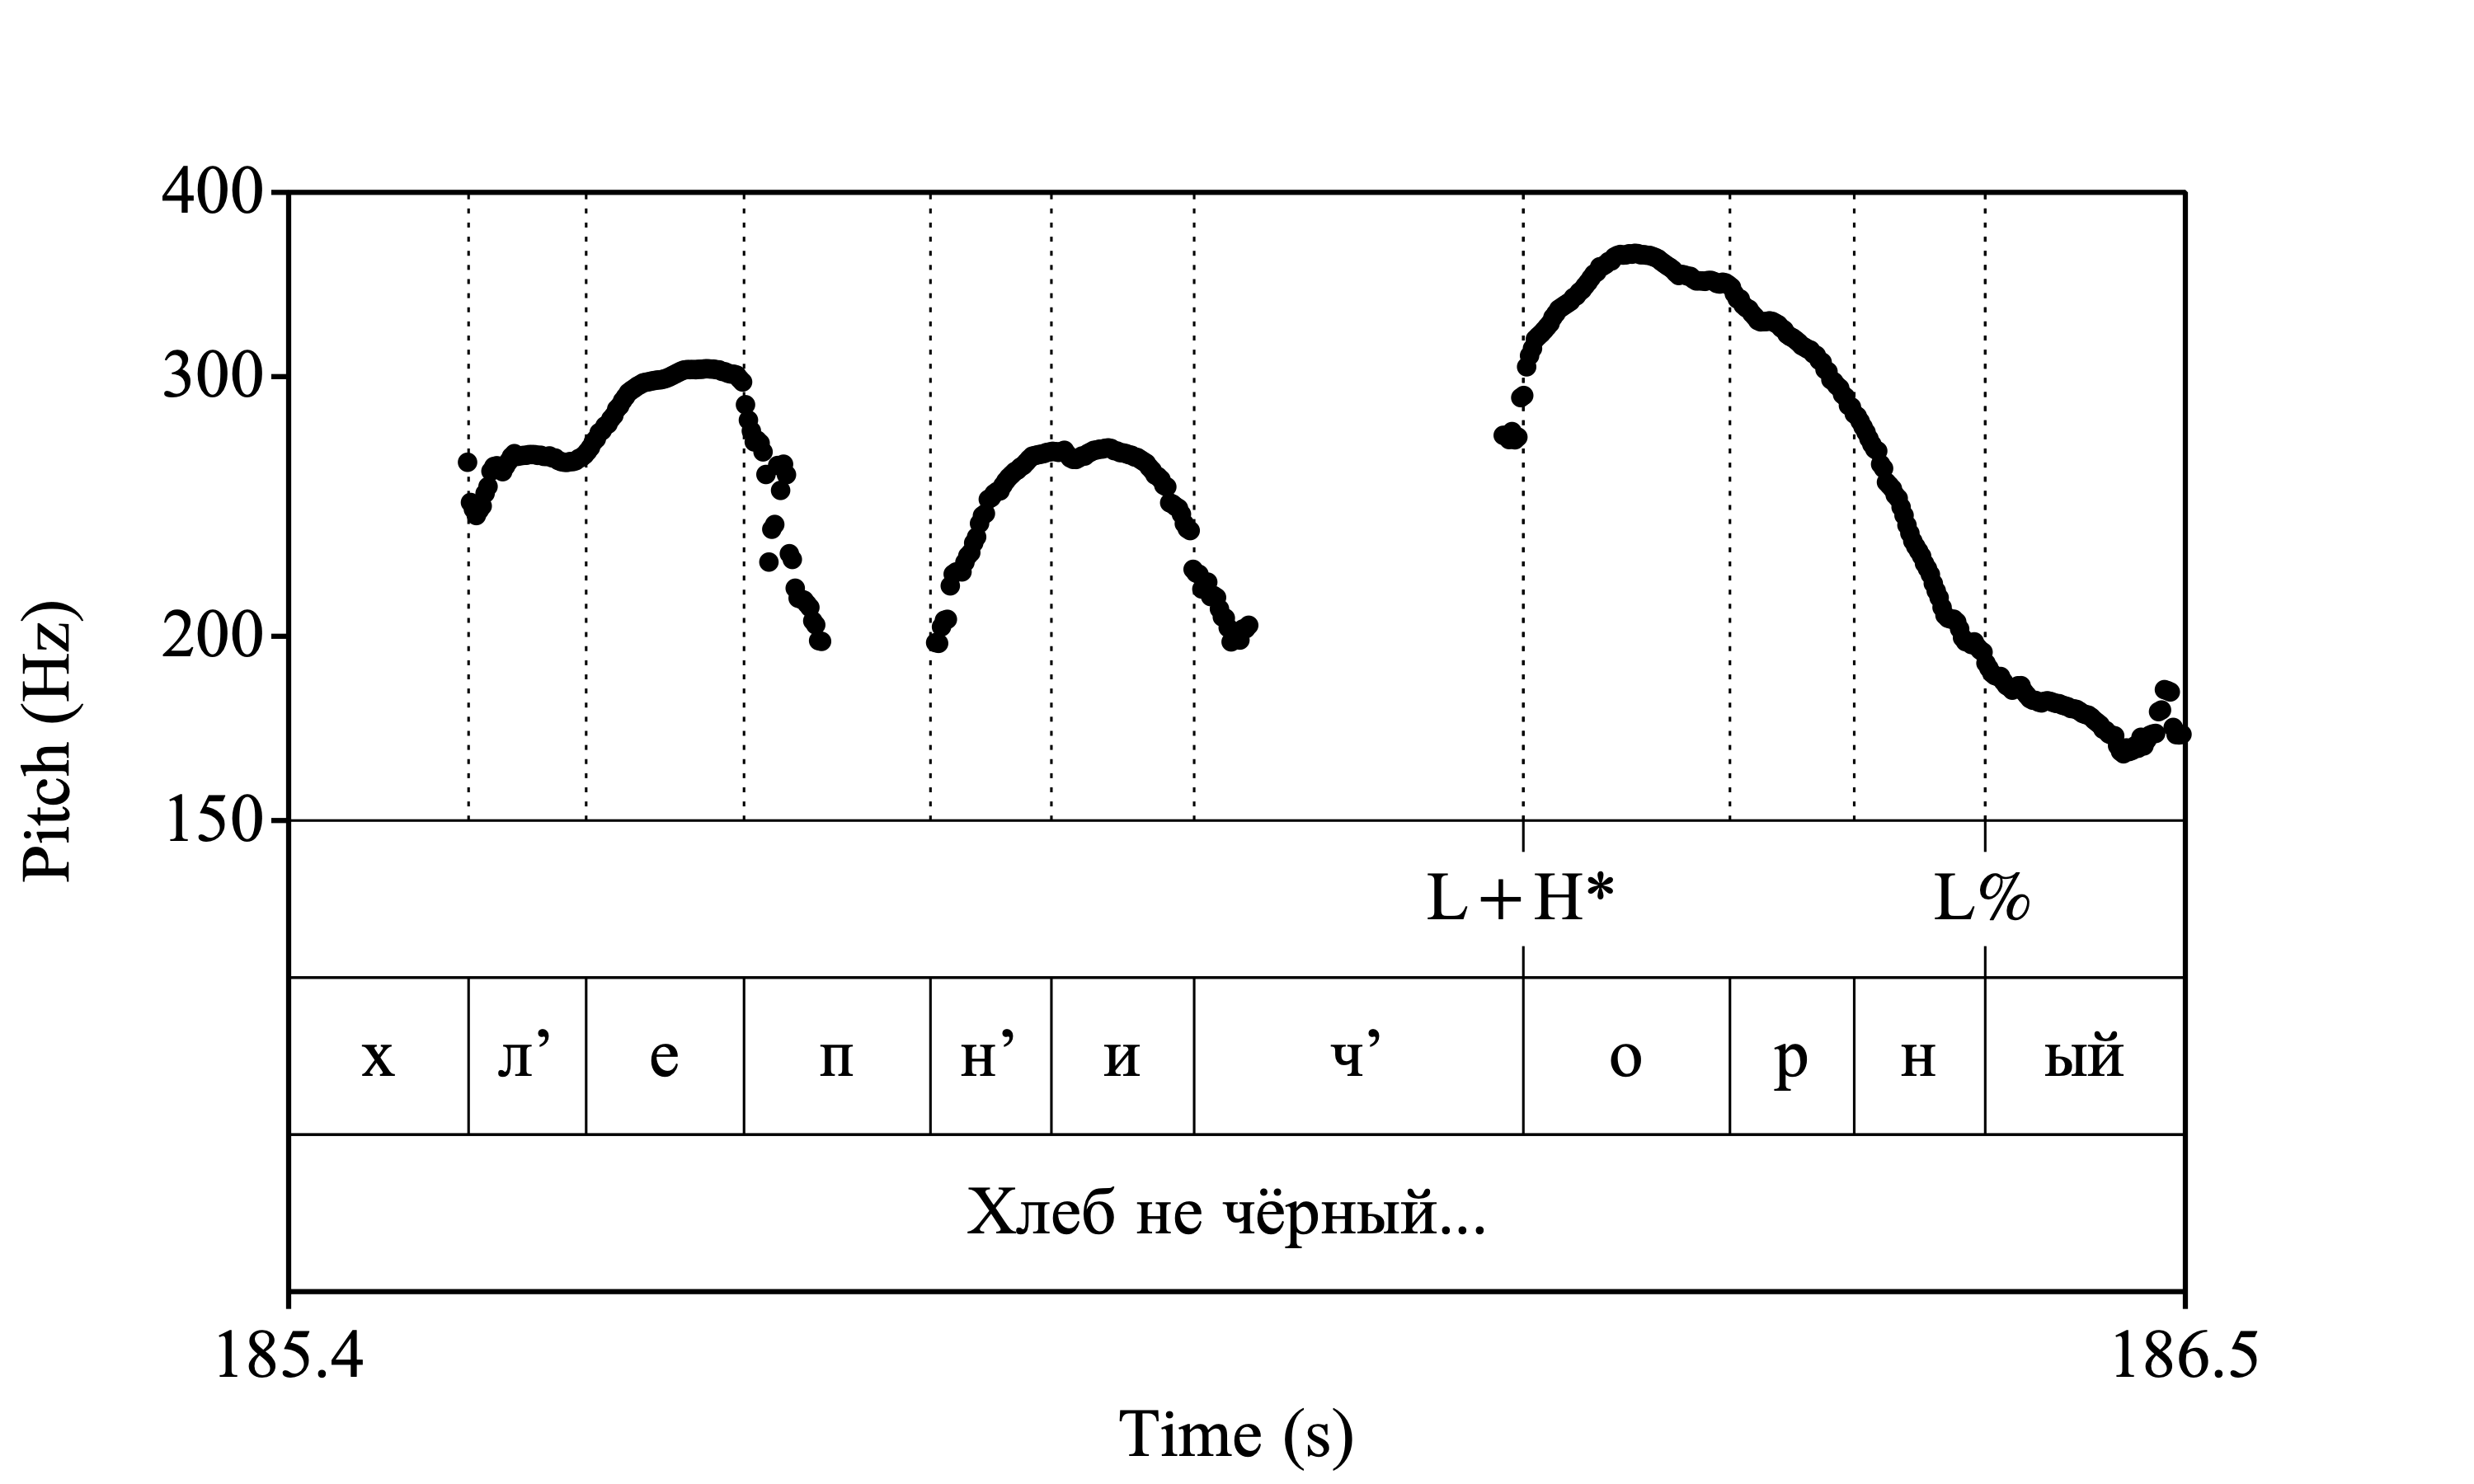 400
300
200
150
Pitch (Hz)
L+H* L%
х л’ е п н’ и ч’ о р н ый
Хлеб не чёрный...
185.4 186.5
Time (s)